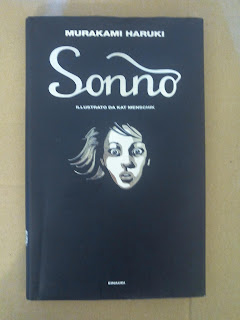 MURAKAMI HARUKI
Sonno
ILLUSTRATO DA KAT MENSCHIK
EINAUDI